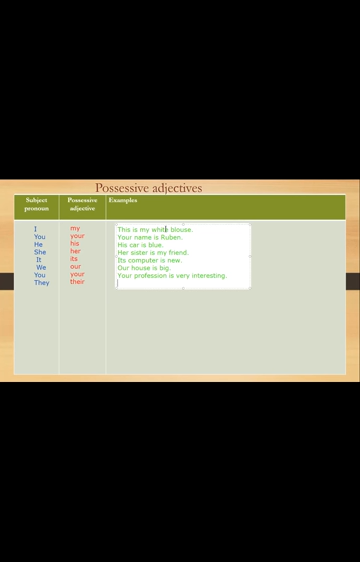 Possessive adjectives
Subject pronoun
Possessive adjective
Examples
I
You
He
She
It
We
You
They
my
your
his
her
its
our
your
their
This is my white blouse.
Your name is Ruben.
His car is blue.
Her sister is my friend.
Its computer is new.
Our house is big.
Your profession is very interesting.